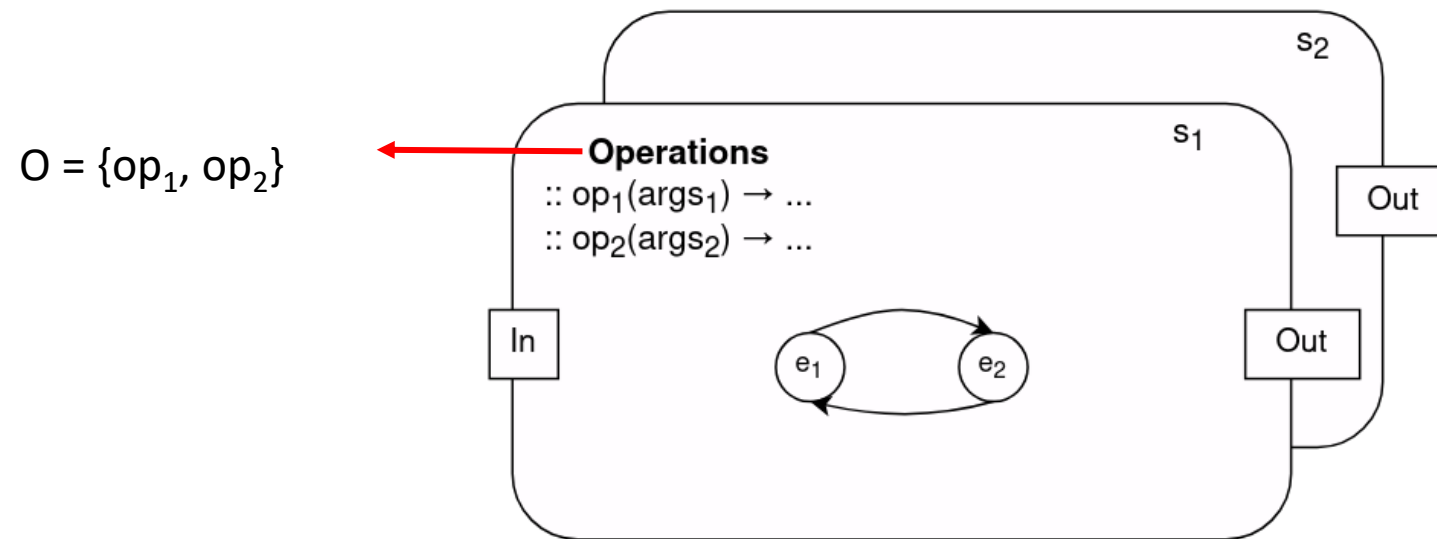 s₂
s₁
O = {op₁, op₂}
Operations
:: op₁(args₁) → ...
:: op₂(args₂) → ...
Out
In
e₁
e₂
Out